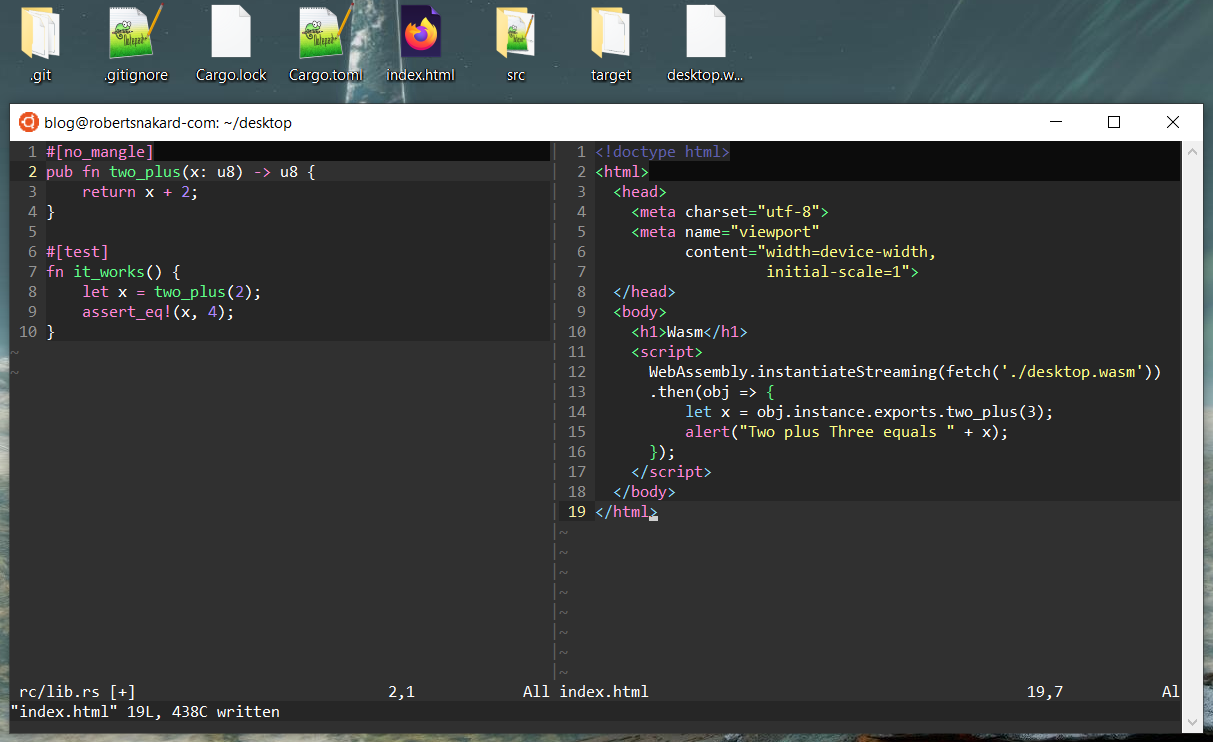 .git
.gitignore
Cargo.lock
Cargo.toml
index.html
src
target
desktop.w...
blog@robertsnakard-com: ~/desktop
1 #[no_mangle]
2 pub fn two_plus(x: u8) -> u8 {
3     return x + 2;
4 }
5
6 #[test]
7 fn it_works() {
8     let x = two_plus(2);
9     assert_eq!(x, 4);
10 }
~
~
rc/lib.rs [+] 2,1 All
1 <!doctype html>
2 <html>
3   <head>
4     <meta charset="utf-8">
5     <meta name="viewport"
6           content="width=device-width,
7                    initial-scale=1">
8   </head>
9   <body>
10     <h1>Wasm</h1>
11     <script>
12       WebAssembly.instantiateStreaming(fetch('./desktop.wasm'))
13       .then(obj => {
14           let x = obj.instance.exports.two_plus(3);
15           alert("Two plus Three equals " + x);
16       });
17     </script>
18   </body>
19 </html>
~
~
~
~
~
~
~
~
index.html 19,7 Al
"index.html" 19L, 438C written